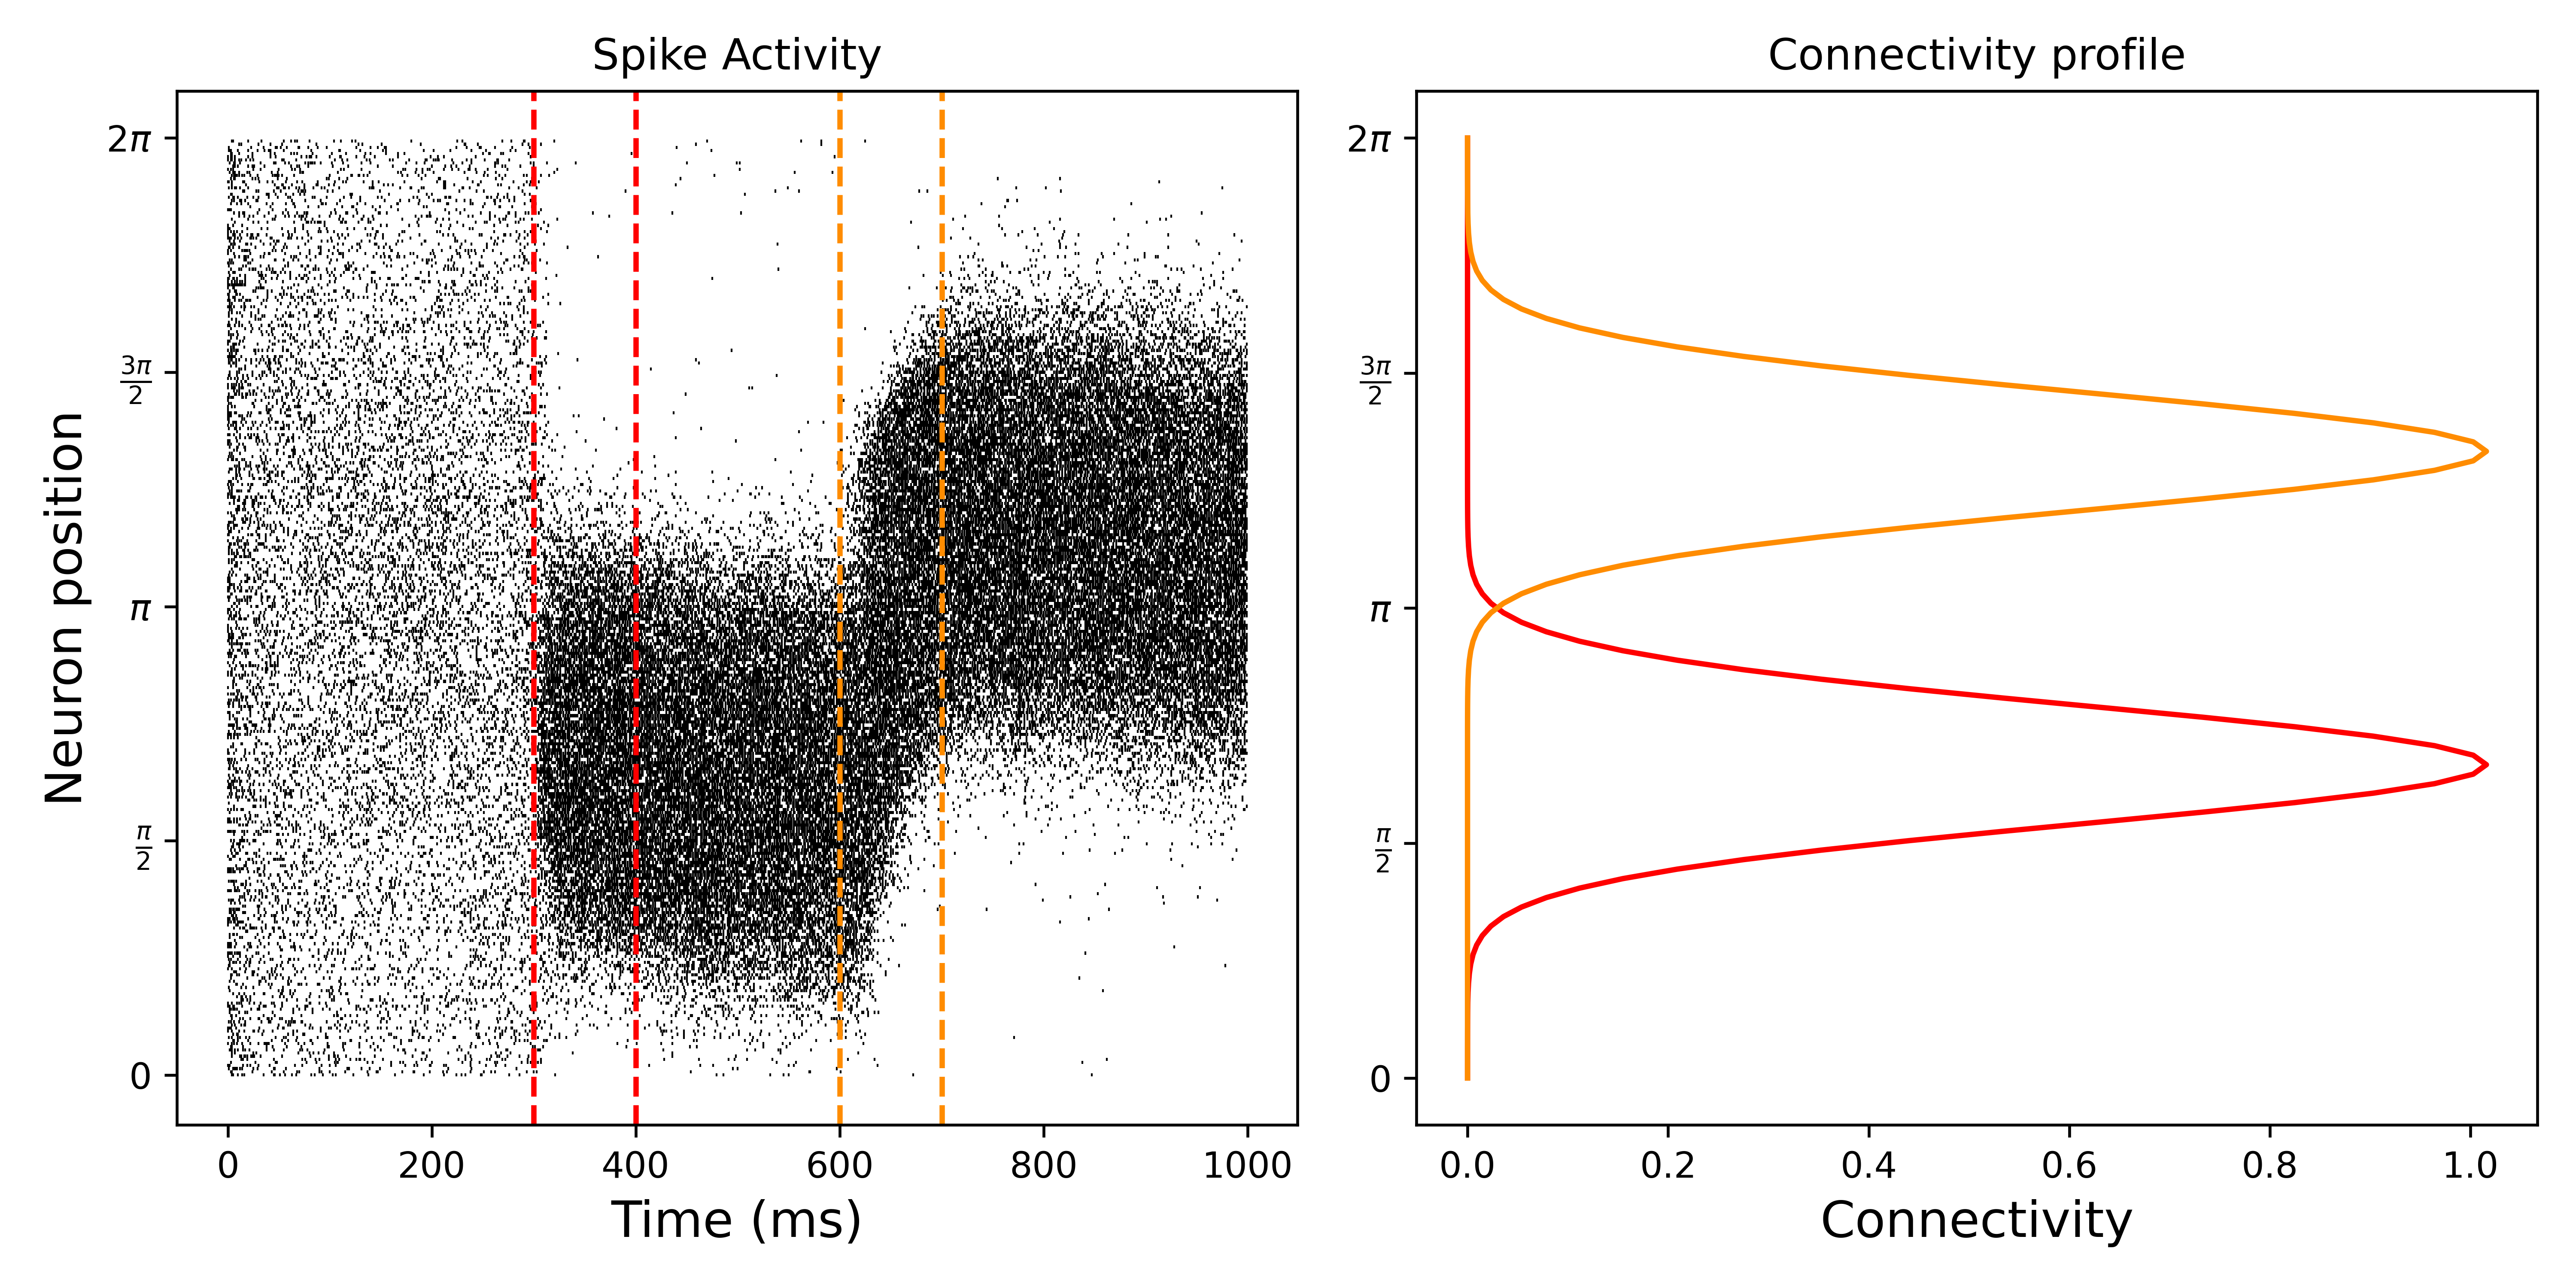 Spike Activity
2π
3π/2
π
π/2
0
Neuron position
0 200 400 600 800 1000
Time (ms)
Connectivity profile
2π
3π/2
π
π/2
0
0.0 0.2 0.4 0.6 0.8 1.0
Connectivity